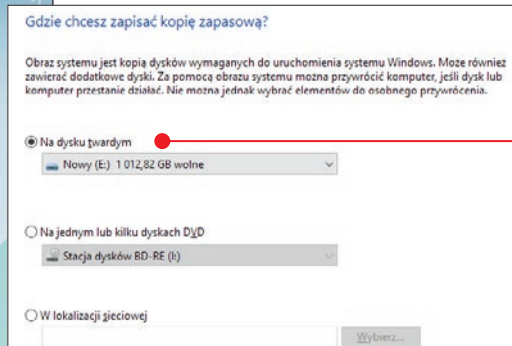 Gdzie chcesz zapisać kopię zapasową?
Obraz systemu jest kopią dysków wymaganych do uruchomienia systemu Windows. Może również
zawierać dodatkowe dyski. Za pomocą obrazu systemu można przywrócić komputer, jeśli dysk lub
komputer przestanie działać. Nie można jednak wybrać elementów do osobnego przywrócenia.
Na dysku twardym
Nowy (E:) 1 012,82 GB wolne
Na jednym lub kilku dyskach DVD
Stacja dysków BD-RE (I:)
W lokalizacji sieciowej
Wybierz...